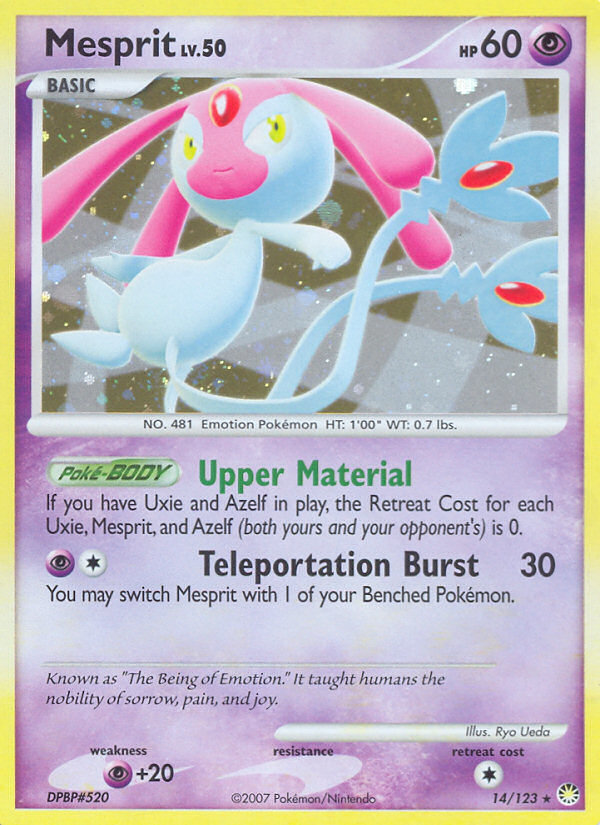 Mesprit LV.50 HP 60
BASIC
NO. 481 Emotion Pokémon HT: 1'00" WT: 0.7 lbs.
Poké-BODY Upper Material
If you have Uxie and Azelf in play, the Retreat Cost for each
Uxie, Mesprit, and Azelf (both yours and your opponent's) is 0.
Teleportation Burst 30
You may switch Mesprit with 1 of your Benched Pokémon.
Known as "The Being of Emotion." It taught humans the
nobility of sorrow, pain, and joy.
Illus. Ryo Ueda
weakness resistance retreat cost
+20
DPBP#520 ©2007 Pokémon/Nintendo 14/123 ★